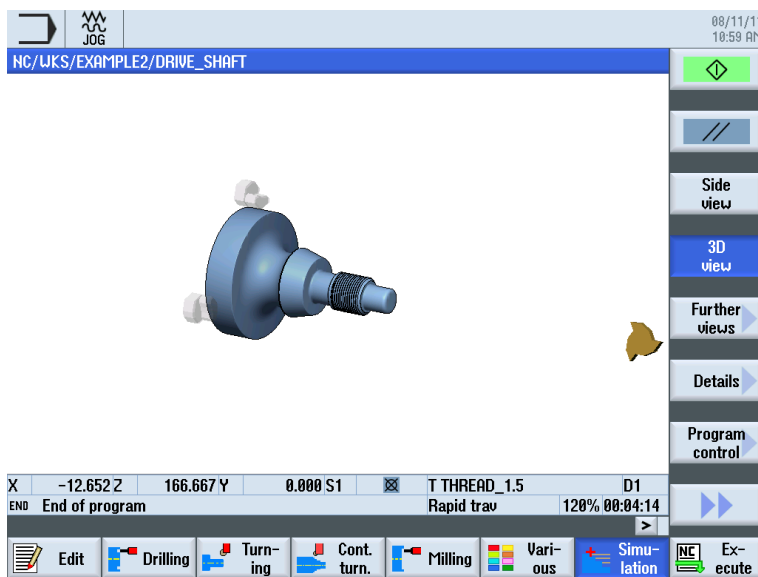 JOG
08/11/1
10:59 AM
NC/WKS/EXAMPLE2/DRIVE_SHAFT
Side
view
3D
view
Further
views
Details
Program
control
X -12.652 Z 166.667 Y 0.000 S1 T THREAD_1.5 D1
END End of program Rapid trav 120% 00:04:14
>
Edit
Drilling
Turn-
ing
Cont.
turn.
Milling
Vari-
ous
Simu-
lation
NC
Ex-
ecute